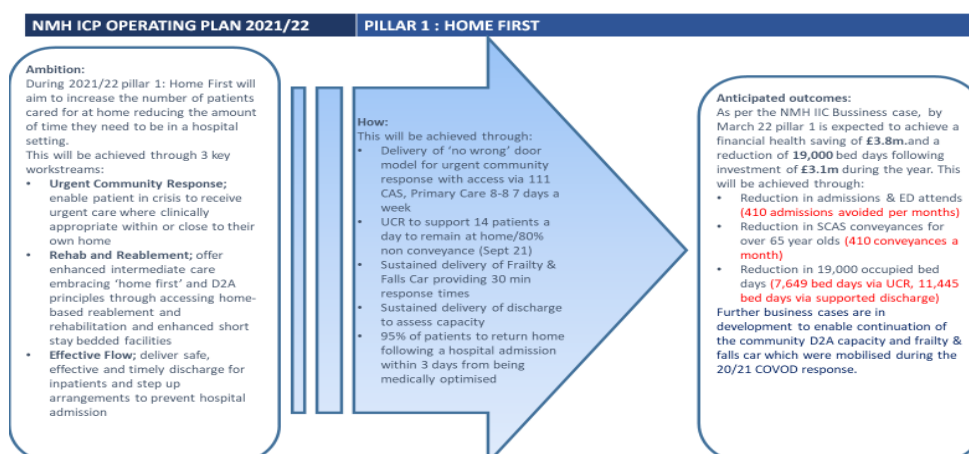 NMH ICP OPERATING PLAN 2021/22
PILLAR 1 : HOME FIRST
Ambition:
During 2021/22 pillar 1: Home First will
aim to increase the number of patients
cared for at home reducing the amount
of time they need to be in a hospital
setting.
This will be achieved through 3 key
workstreams:
• Urgent Community Response;
enable patient in crisis to receive
urgent care where clinically
appropriate within or close to their
own home
• Rehab and Reablement; offer
enhanced intermediate care
embracing ‘home first’ and D2A
principles through accessing home-
based reablement and
rehabilitation and enhanced short
stay bedded facilities
• Effective Flow; deliver safe,
effective and timely discharge for
inpatients and step up
arrangements to prevent hospital
admission
How:
This will be achieved through:
• Delivery of ‘no wrong’ door
model for urgent community
response with access via 111
CAS, Primary Care 8-8 7 days a
week
• UCR to support 14 patients a
day to remain at home/80%
non conveyance (Sept 21)
• Sustained delivery of Frailty &
Falls Car providing 30 min
response times
• Sustained delivery of discharge
to assess capacity
• 95% of patients to return home
following a hospital admission
within 3 days from being
medically optimised
Anticipated outcomes:
As per the NMH IIC Bussiness case, by
March 22 pillar 1 is expected to achieve a
financial health saving of £3.8m.and a
reduction of 19,000 bed days following
investment of £3.1m during the year. This
will be achieved through:
• Reduction in admissions & ED attends
(410 admissions avoided per months)
• Reduction in SCAS conveyances for
over 65 year olds (410 conveyances a
month)
• Reduction in 19,000 occupied bed
days (7,649 bed days via UCR, 11,445
bed days via supported discharge)
Further business cases are in
development to enable continuation of
the community D2A capacity and frailty &
falls car which were mobilised during the
20/21 COVOD response.